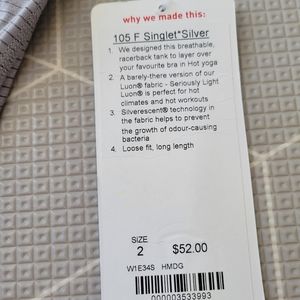 why we made this:
105 F Singlet*Silver
1. We designed this breathable,
racerback tank to layer over
your favourite bra in Hot yoga
2. A barely-there version of our
Luon® fabric - Seriously Light
Luon® is perfect for hot
climates and hot workouts
3. Silverescent® technology in
the fabric helps to prevent
the growth of odour-causing
bacteria
4. Loose fit, long length
SIZE
2 $52.00
W1E34S HMDG
000003533993